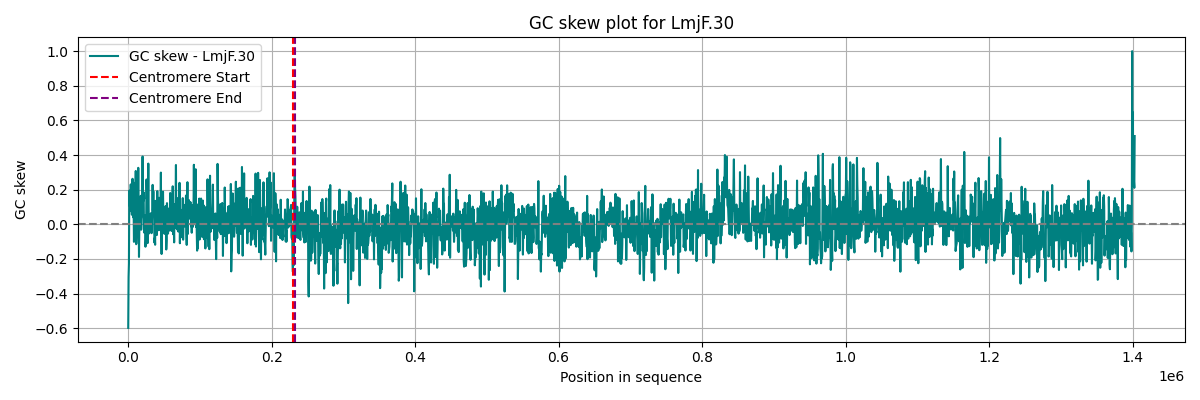 GC skew plot for LmjF.30
GC skew - LmjF.30
Centromere Start
Centromere End
GC skew
1.0
0.8
0.6
0.4
0.2
0.0
−0.2
−0.4
−0.6
0.0 0.2 0.4 0.6 0.8 1.0 1.2 1.4
1e6
Position in sequence